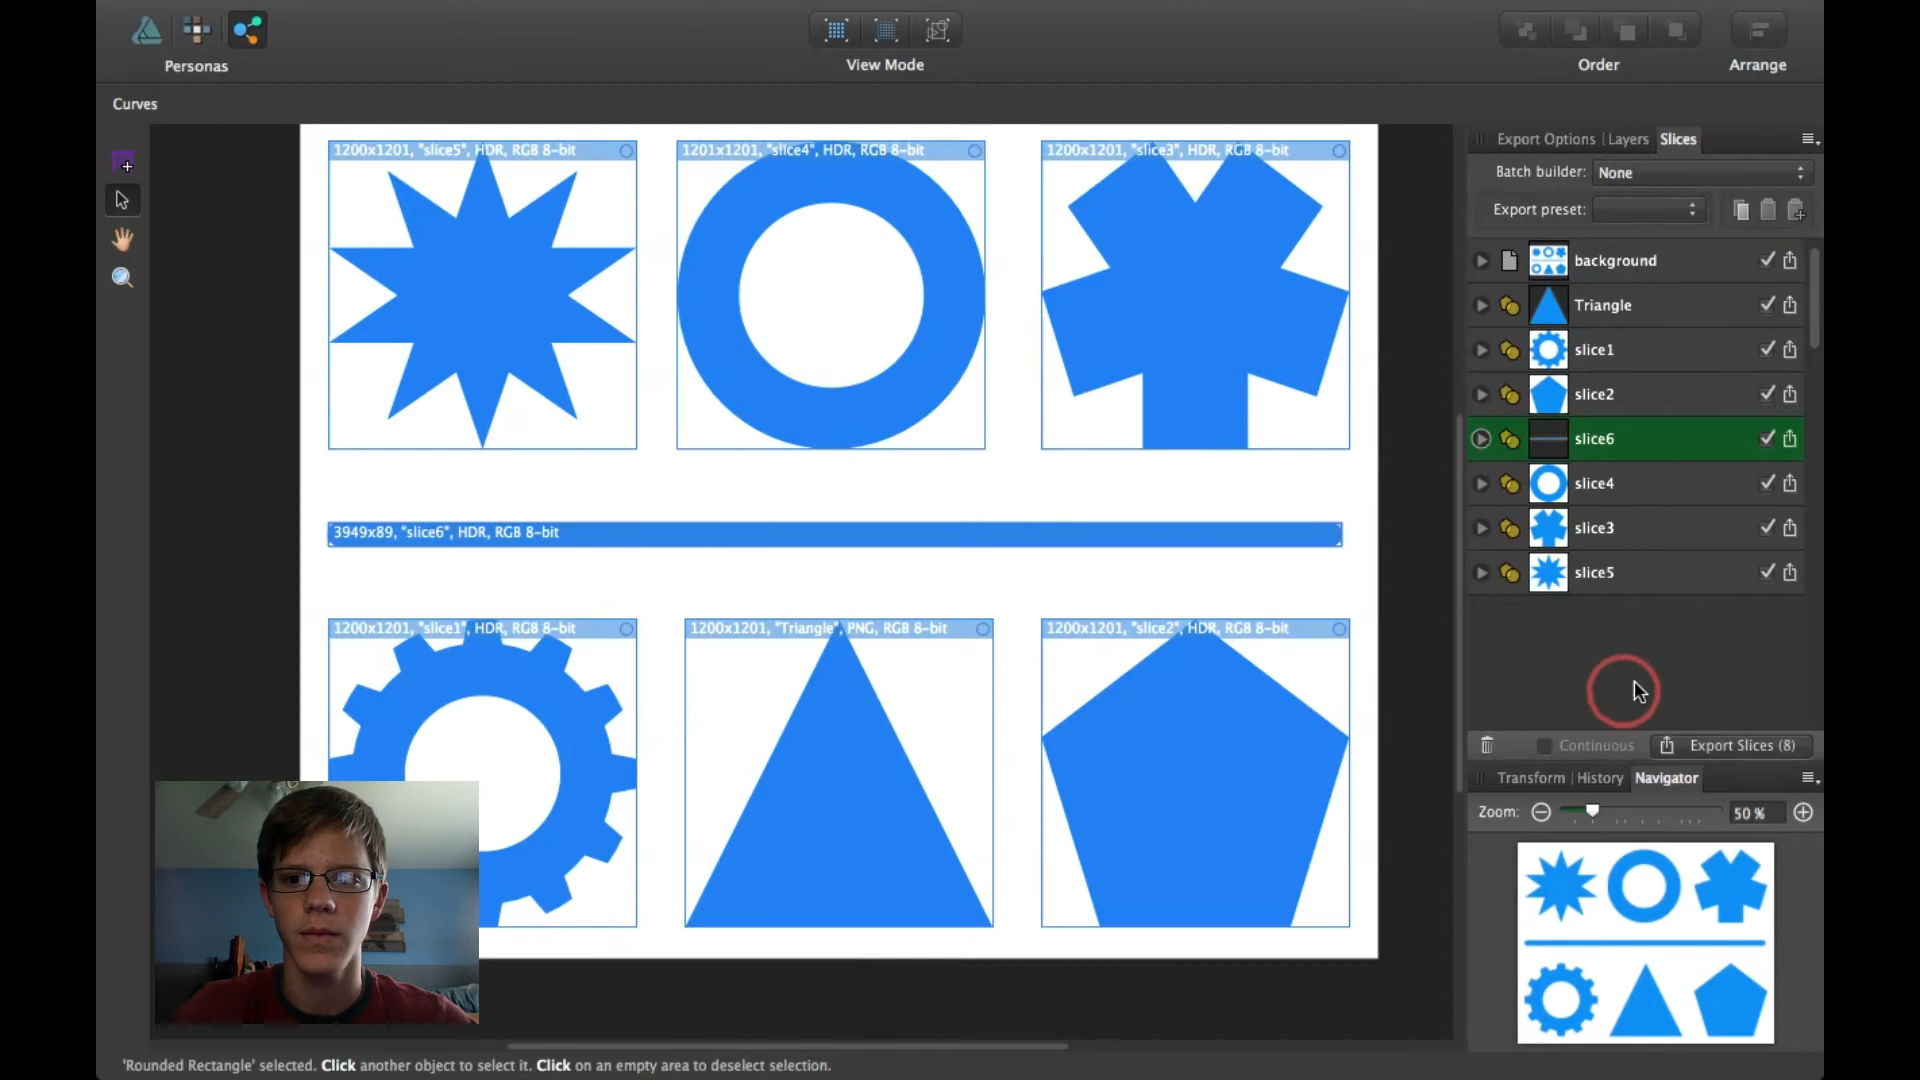 Personas
View Mode
Order
Arrange
Curves
Export Options | Layers | Slices
Batch builder: None
Export preset:
background
Triangle
slice1
slice2
slice6
slice4
slice3
slice5
1200x1201, "slice5", HDR, RGB 8-bit
1201x1201, "slice4", HDR, RGB 8-bit
1200x1201, "slice3", HDR, RGB 8-bit
3949x89, "slice6", HDR, RGB 8-bit
1200x1201, "slice1", HDR, RGB 8-bit
1200x1201, "Triangle", PNG, RGB 8-bit
1200x1201, "slice2", HDR, RGB 8-bit
Continuous
Export Slices (8)
Transform | History | Navigator
Zoom: 50 %
'Rounded Rectangle' selected. Click another object to select it. Click on an empty area to deselect selection.